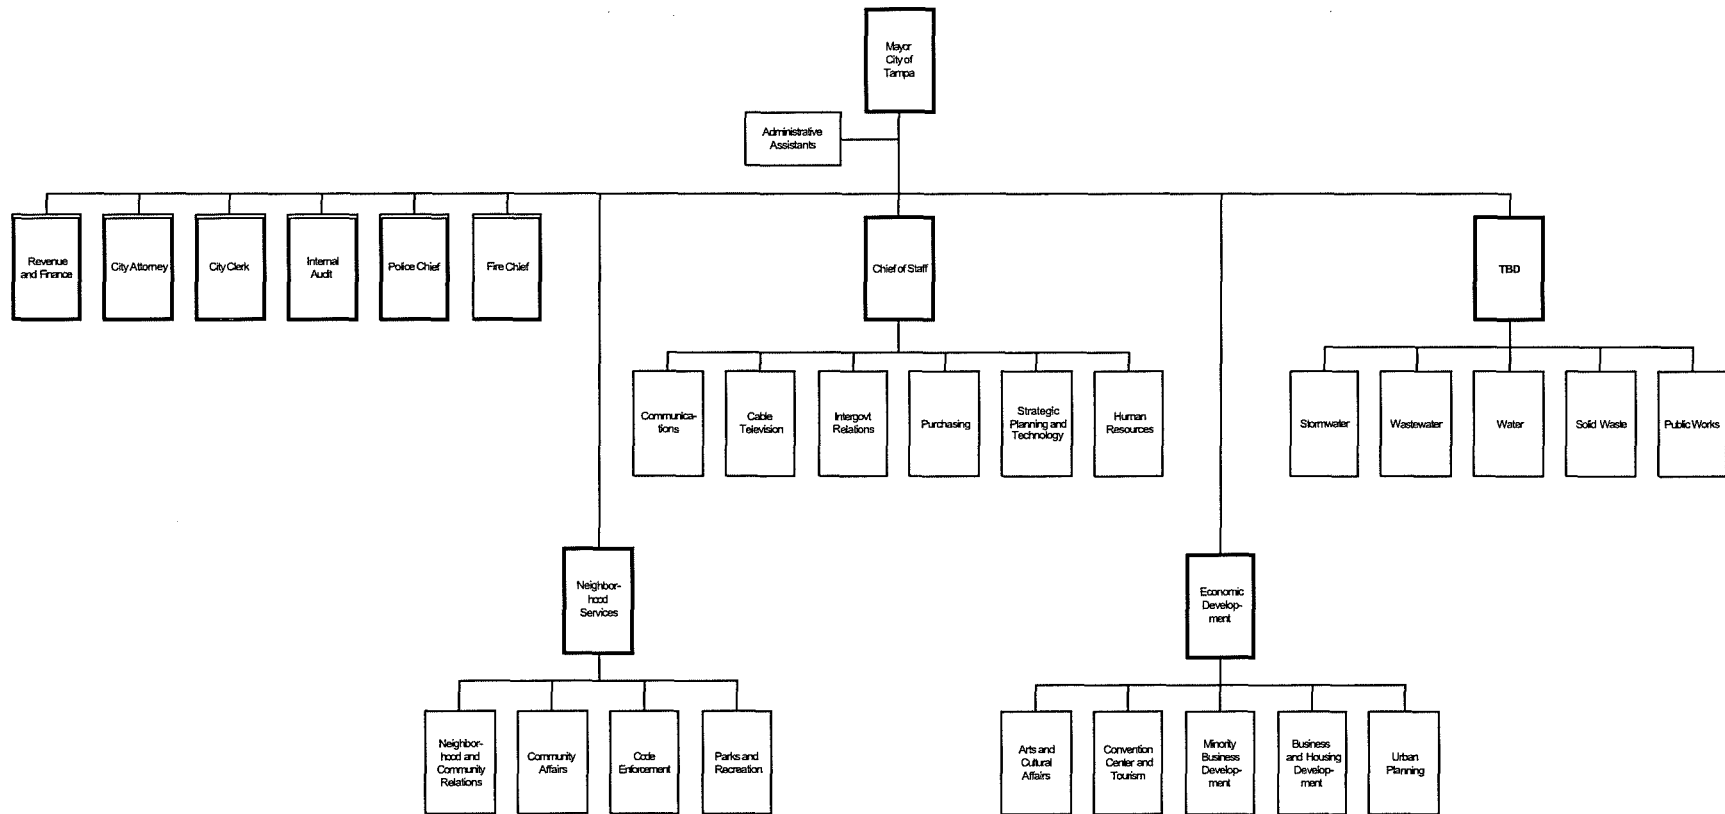 Mayor
City of
Tampa
Administrative
Assistants
Revenue
and Finance
City Attorney
City Clerk
Internal
Audit
Police Chief
Fire Chief
Chief of Staff
TBD
Communica-
tions
Cable
Television
Intergovt
Relations
Purchasing
Strategic
Planning and
Technology
Human
Resources
Stormwater
Wastewater
Water
Solid Waste
Public Works
Neighbor-
hood
Services
Economic
Develop-
ment
Neighbor-
hood and
Community
Relations
Community
Affairs
Code
Enforcement
Parks and
Recreation
Arts and
Cultural
Affairs
Convention
Center and
Tourism
Minority
Business
Develop-
ment
Business
and Housing
Develop-
ment
Urban
Planning